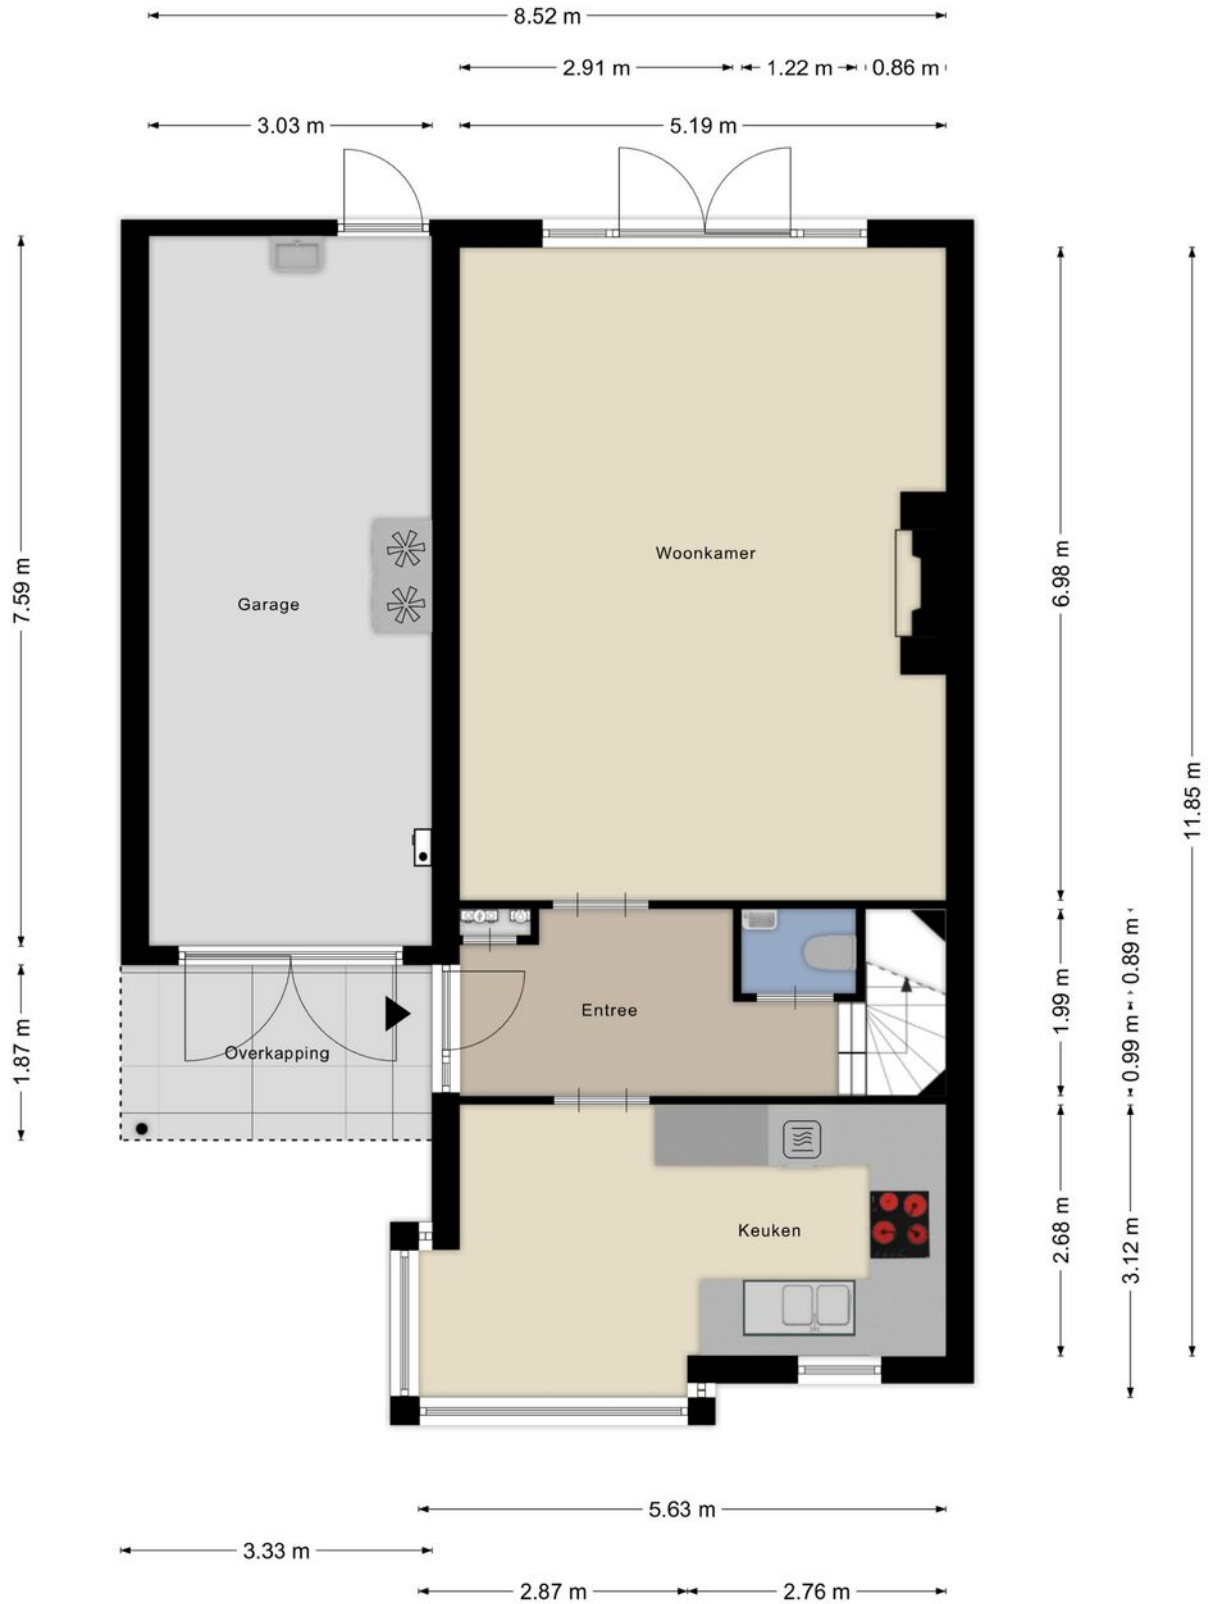 8.52 m
2.91 m
1.22 m
0.86 m
3.03 m
5.19 m
7.59 m
Woonkamer
6.98 m
Garage
11.85 m
0.89 m
1.99 m
Entree
1.87 m
Overkapping
0.99 m
Keuken
2.68 m
3.12 m
5.63 m
3.33 m
2.87 m
2.76 m